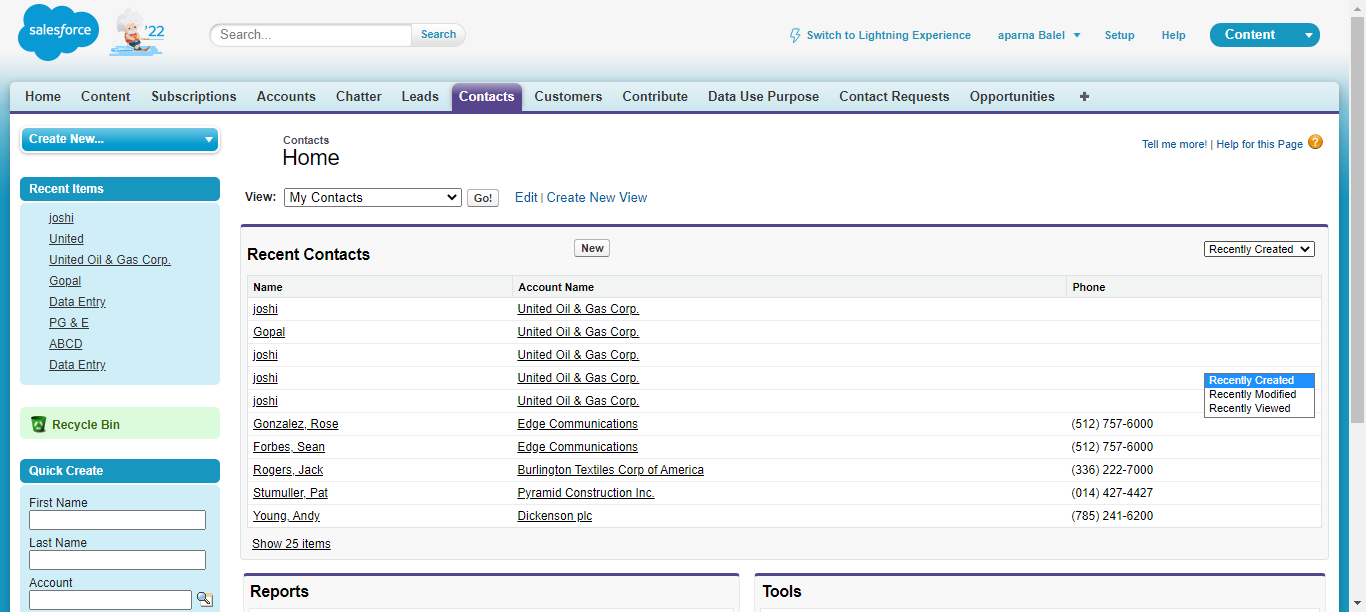 salesforce
'22
Search...
Search
Switch to Lightning Experience
aparna Balel
Setup
Help
Content
Home
Content
Subscriptions
Accounts
Chatter
Leads
Contacts
Customers
Contribute
Data Use Purpose
Contact Requests
Opportunities
+
Create New...
Contacts
Home
Tell me more! | Help for this Page
?
Recent Items
joshi
United
United Oil & Gas Corp.
Gopal
Data Entry
PG & E
ABCD
Data Entry
Recycle Bin
Quick Create
First Name
Last Name
Account
View: My Contacts Go! Edit | Create New View
Recent Contacts New Recently Created
Name Account Name Phone
joshi United Oil & Gas Corp.
Gopal United Oil & Gas Corp.
joshi United Oil & Gas Corp.
joshi United Oil & Gas Corp.
joshi United Oil & Gas Corp.
Recently Created
Recently Modified
Recently Viewed
Gonzalez, Rose Edge Communications (512) 757-6000
Forbes, Sean Edge Communications (512) 757-6000
Rogers, Jack Burlington Textiles Corp of America (336) 222-7000
Stumuller, Pat Pyramid Construction Inc. (014) 427-4427
Young, Andy Dickenson plc (785) 241-6200
Show 25 items
Reports
Tools